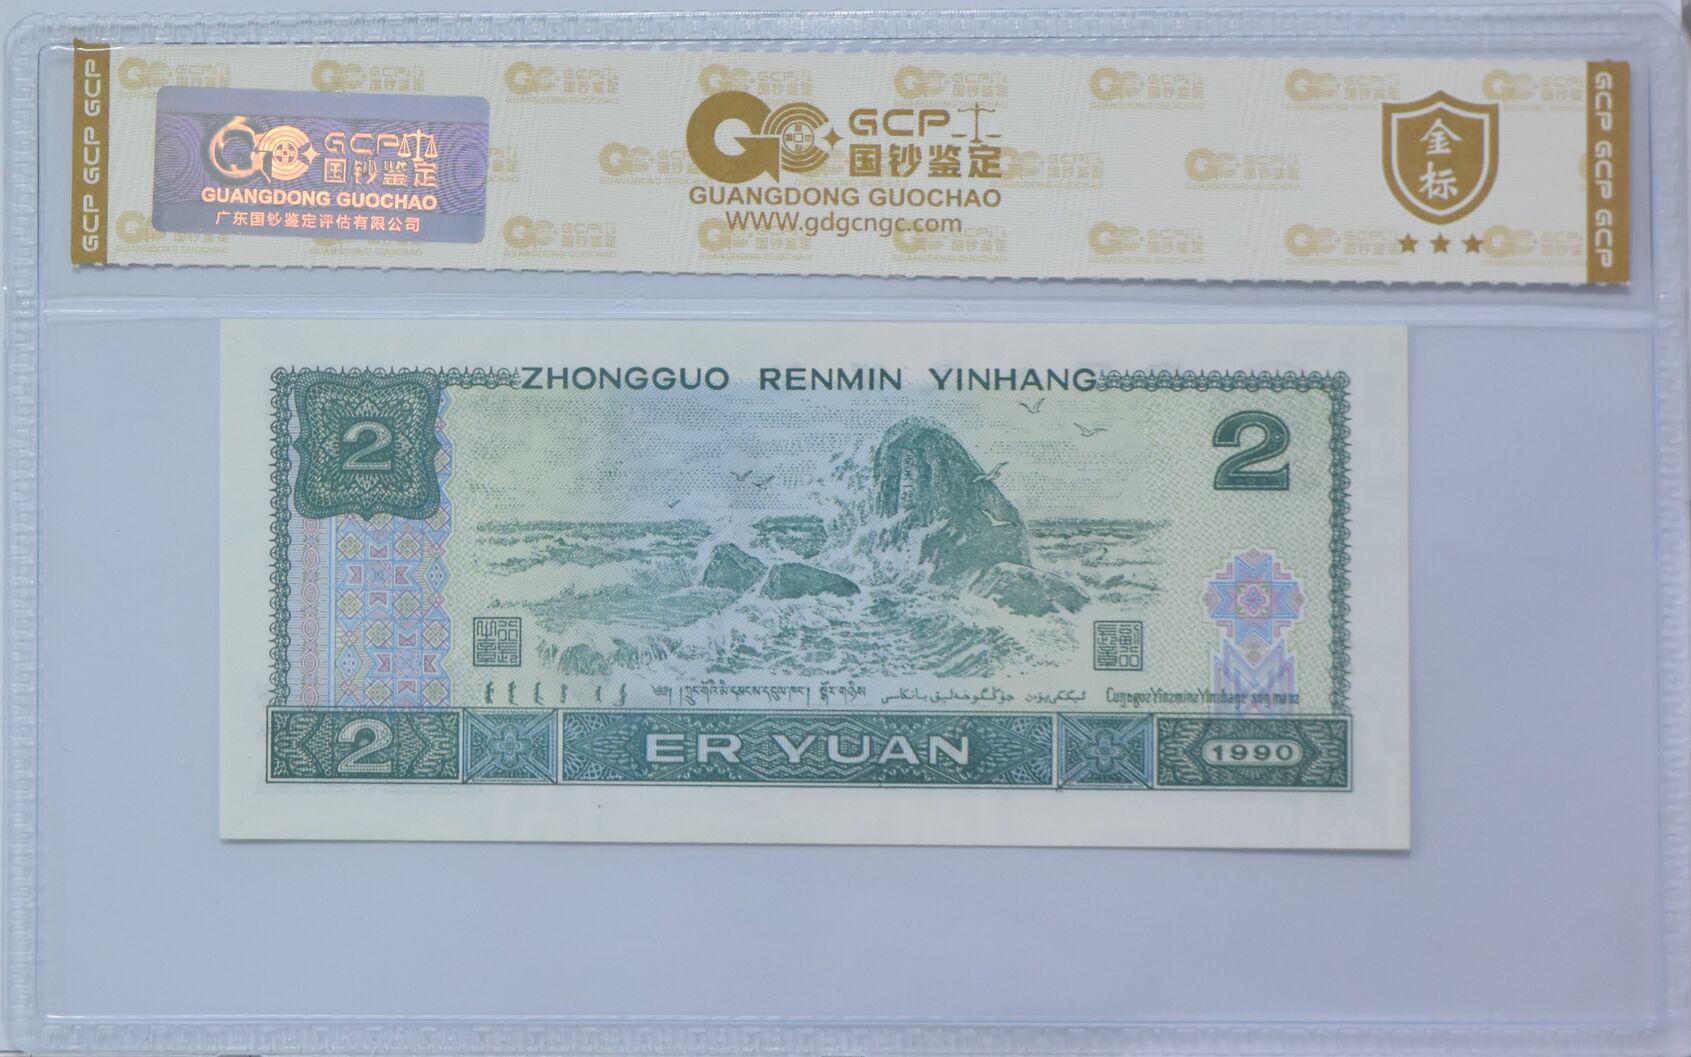 GCP GCP GCP
GCP
国钞鉴定
GUANGDONG GUOCHAO
广东国钞鉴定评估有限公司
GCP
国钞鉴定
GUANGDONG GUOCHAO
WWW.gdgcngc.com
金标
GCP GCP GCP
ZHONGGUO RENMIN YINHANG
2
2
2
ER YUAN
1990